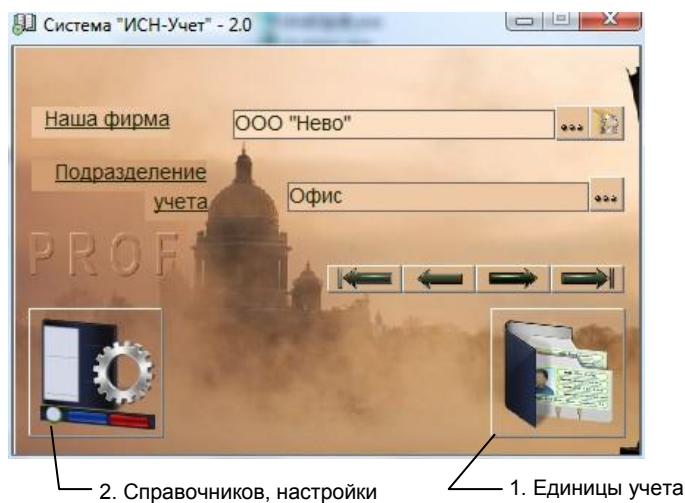 Система "ИСН-Учет" - 2.0
Наша фирма
ООО "Нево"
Подразделение
учета
Офис
PROF
2. Справочников, настройки
1. Единицы учета